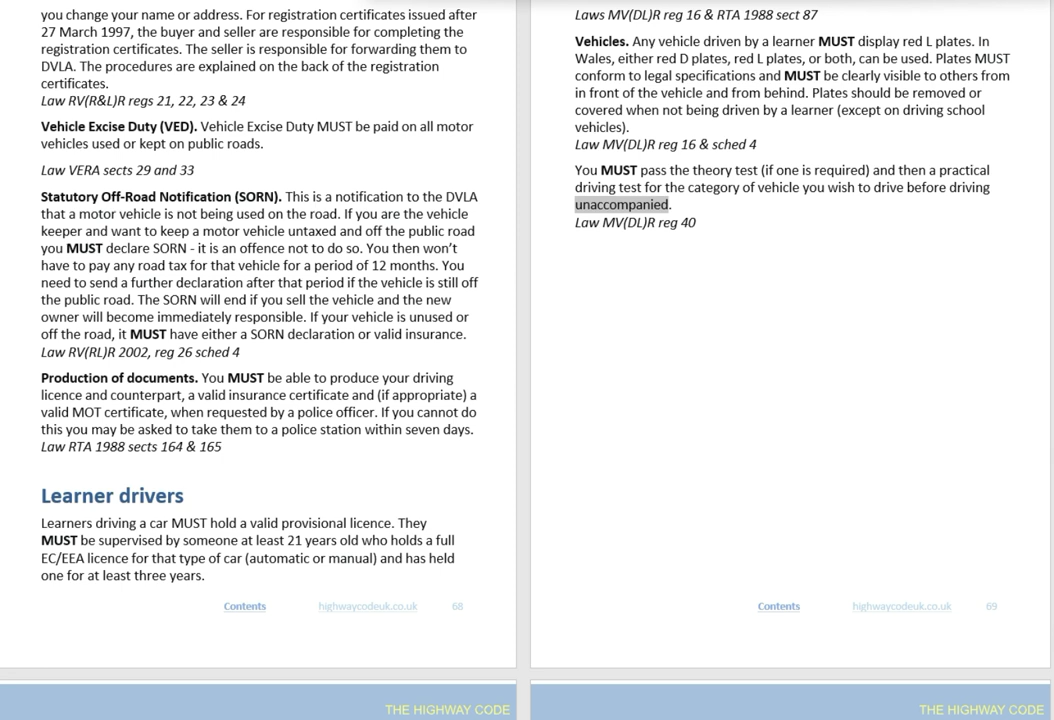 you change your name or address. For registration certificates issued after
27 March 1997, the buyer and seller are responsible for completing the
registration certificates. The seller is responsible for forwarding them to
DVLA. The procedures are explained on the back of the registration
certificates.
Law RV(R&L)R regs 21, 22, 23 & 24
Vehicle Excise Duty (VED). Vehicle Excise Duty MUST be paid on all motor
vehicles used or kept on public roads.
Law VERA sects 29 and 33
Statutory Off-Road Notification (SORN). This is a notification to the DVLA
that a motor vehicle is not being used on the road. If you are the vehicle
keeper and want to keep a motor vehicle untaxed and off the public road
you MUST declare SORN - it is an offence not to do so. You then won't
have to pay any road tax for that vehicle for a period of 12 months. You
need to send a further declaration after that period if the vehicle is still off
the public road. The SORN will end if you sell the vehicle and the new
owner will become immediately responsible. If your vehicle is unused or
off the road, it MUST have either a SORN declaration or valid insurance.
Law RV(RL)R 2002, reg 26 sched 4
Production of documents. You MUST be able to produce your driving
licence and counterpart, a valid insurance certificate and (if appropriate) a
valid MOT certificate, when requested by a police officer. If you cannot do
this you may be asked to take them to a police station within seven days.
Law RTA 1988 sects 164 & 165
Learner drivers
Learners driving a car MUST hold a valid provisional licence. They
MUST be supervised by someone at least 21 years old who holds a full
EC/EEA licence for that type of car (automatic or manual) and has held
one for at least three years.
Contents highwaycodeuk.co.uk 68
THE HIGHWAY CODE
Laws MV(DL)R reg 16 & RTA 1988 sect 87
Vehicles. Any vehicle driven by a learner MUST display red L plates. In
Wales, either red D plates, red L plates, or both, can be used. Plates MUST
conform to legal specifications and MUST be clearly visible to others from
in front of the vehicle and from behind. Plates should be removed or
covered when not being driven by a learner (except on driving school
vehicles).
Law MV(DL)R reg 16 & sched 4
You MUST pass the theory test (if one is required) and then a practical
driving test for the category of vehicle you wish to drive before driving
unaccompanied.
Law MV(DL)R reg 40
Contents highwaycodeuk.co.uk 69
THE HIGHWAY CODE